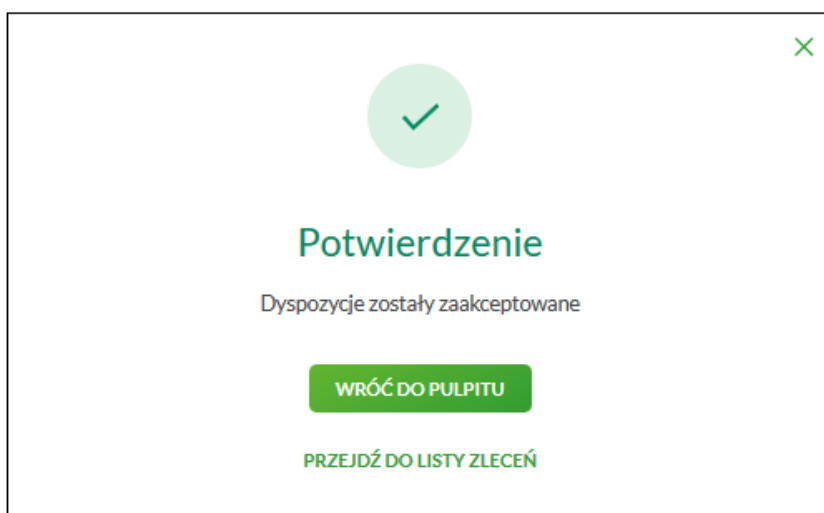 Potwierdzenie
Dyspozycje zostały zaakceptowane
WRÓĆ DO PULPITU
PRZEJDŹ DO LISTY ZLECEŃ